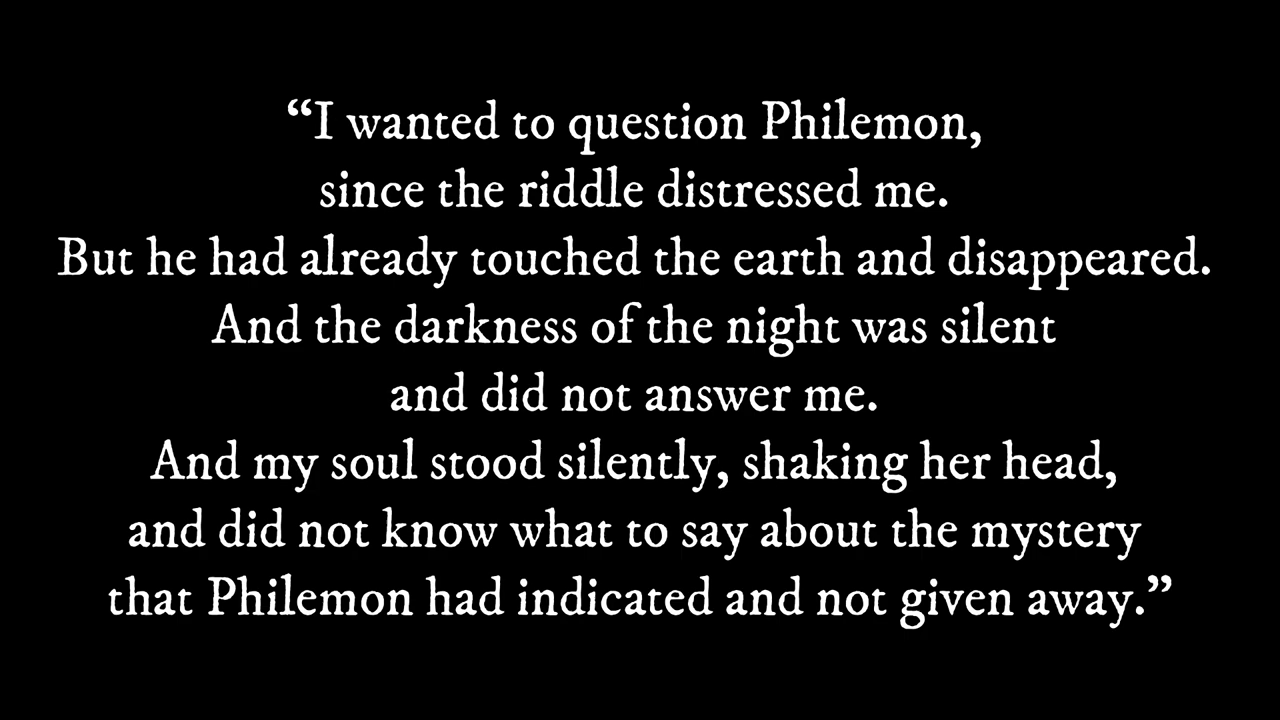 “I wanted to question Philemon,
since the riddle distressed me.
But he had already touched the earth and disappeared.
And the darkness of the night was silent
and did not answer me.
And my soul stood silently, shaking her head,
and did not know what to say about the mystery
that Philemon had indicated and not given away.”